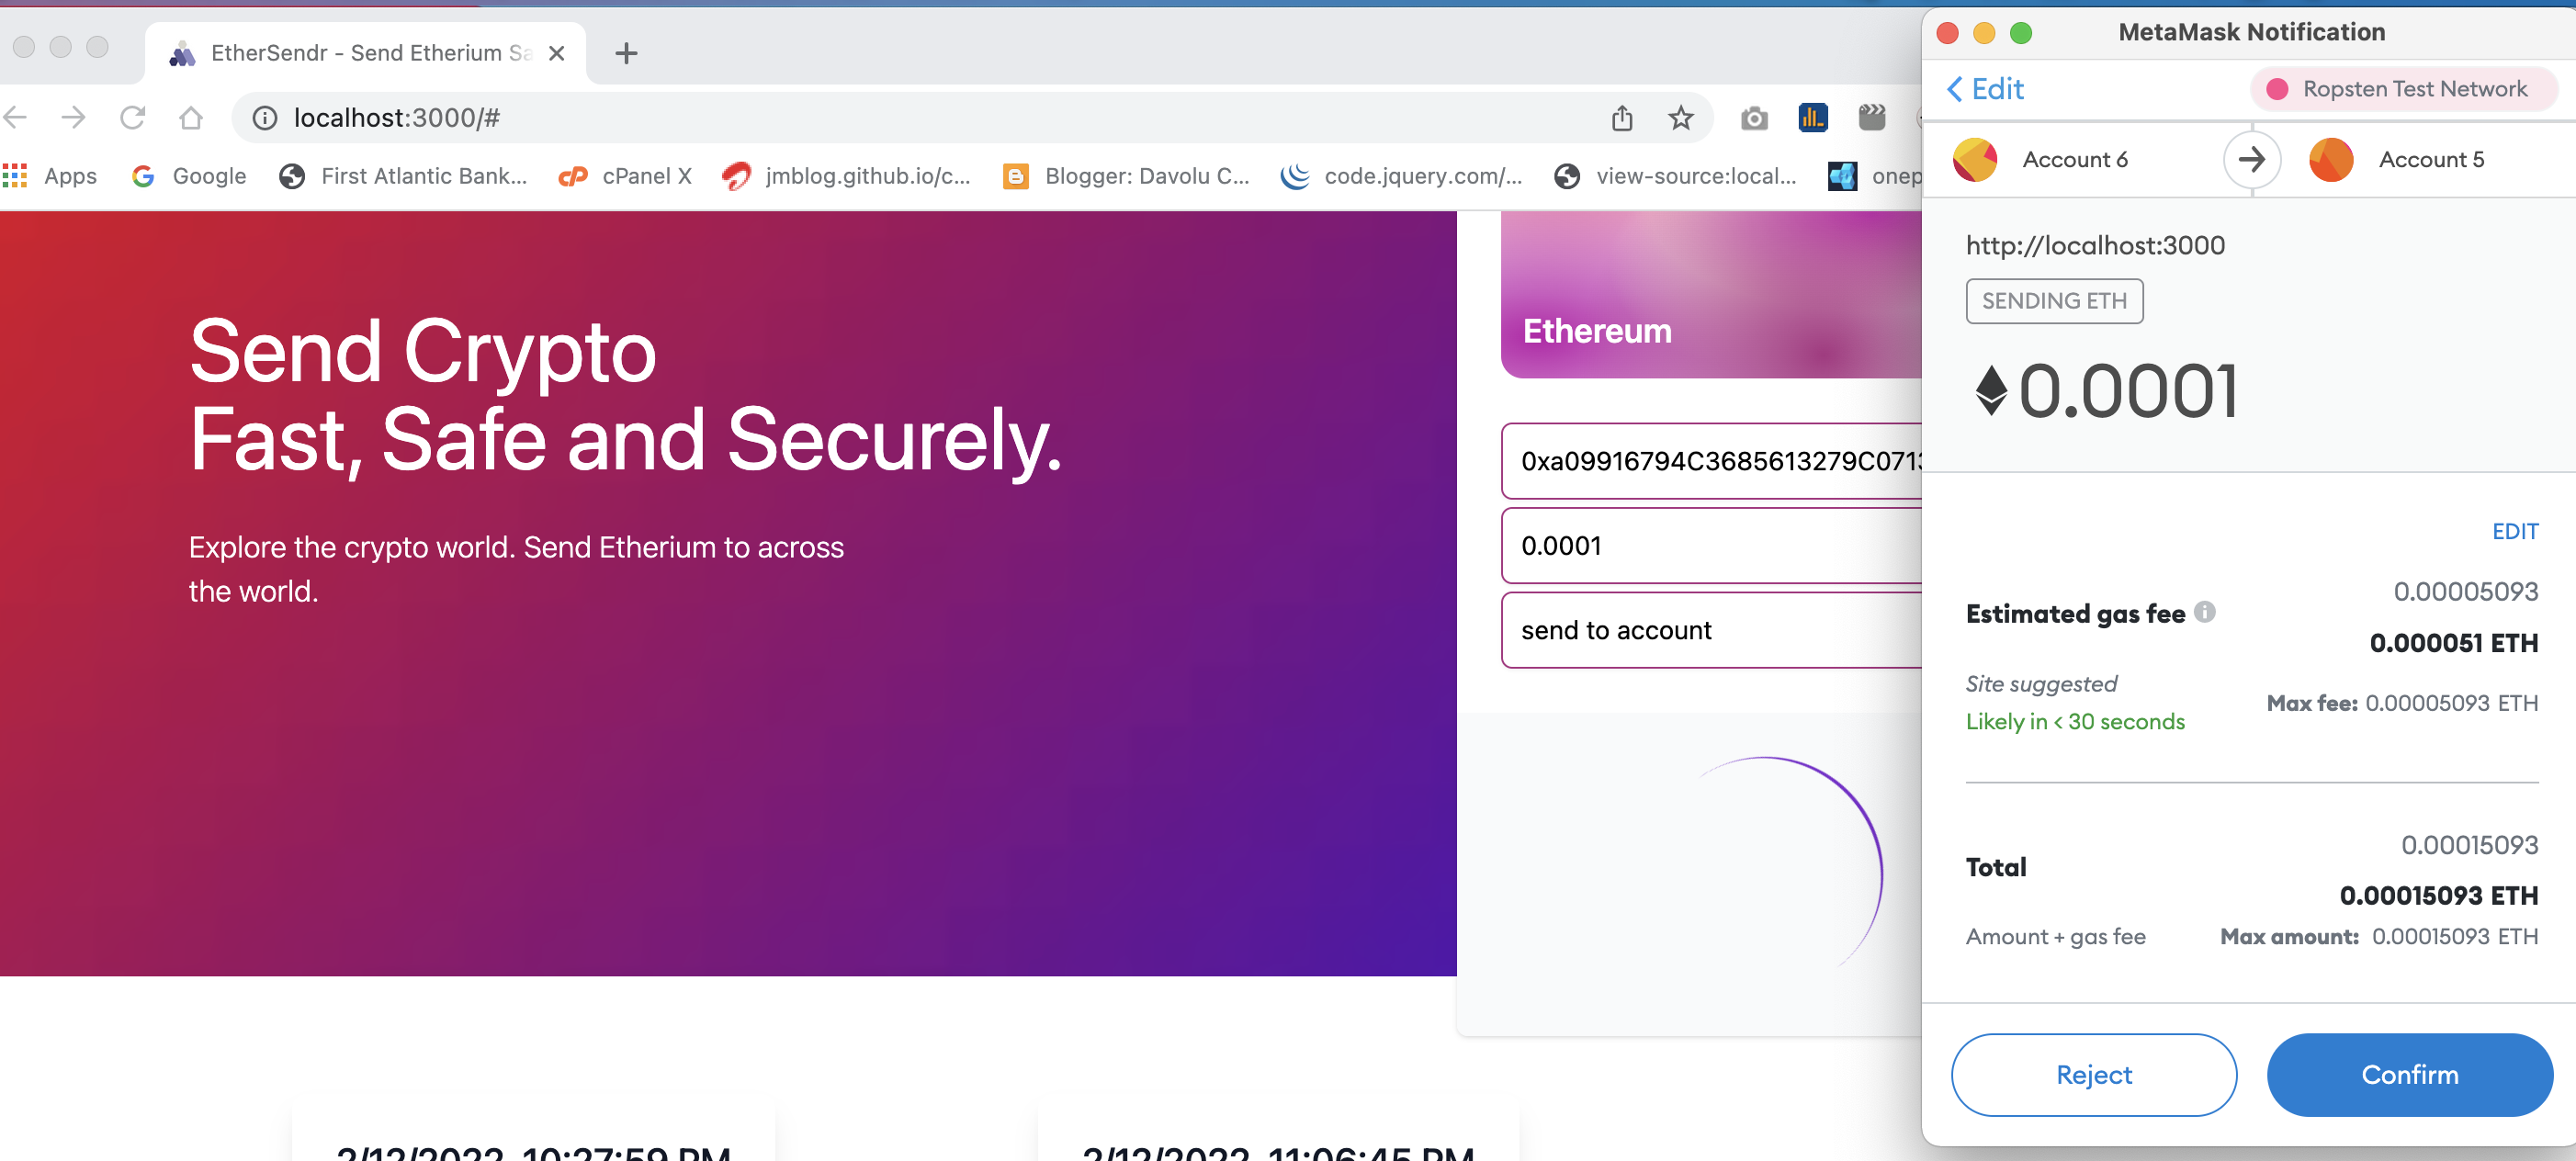 EtherSendr - Send Etherium Sa
localhost:3000/#
Apps
Google
First Atlantic Bank...
cPanel X
jmblog.github.io/c...
Blogger: Davolu C...
code.jquery.com/...
view-source:local...
onep
Send Crypto
Fast, Safe and Securely.
Explore the crypto world. Send Etherium to across
the world.
Ethereum
0xa09916794C3685613279C071
0.0001
send to account
2/12/2022, 10:27:59 PM
2/12/2022, 11:06:45 PM
MetaMask Notification
Edit
Ropsten Test Network
Account 6
Account 5
http://localhost:3000
SENDING ETH
0.0001
EDIT
0.00005093
Estimated gas fee
0.000051 ETH
Site suggested
Max fee: 0.00005093 ETH
Likely in < 30 seconds
0.00015093
Total
0.00015093 ETH
Amount + gas fee
Max amount: 0.00015093 ETH
Reject
Confirm